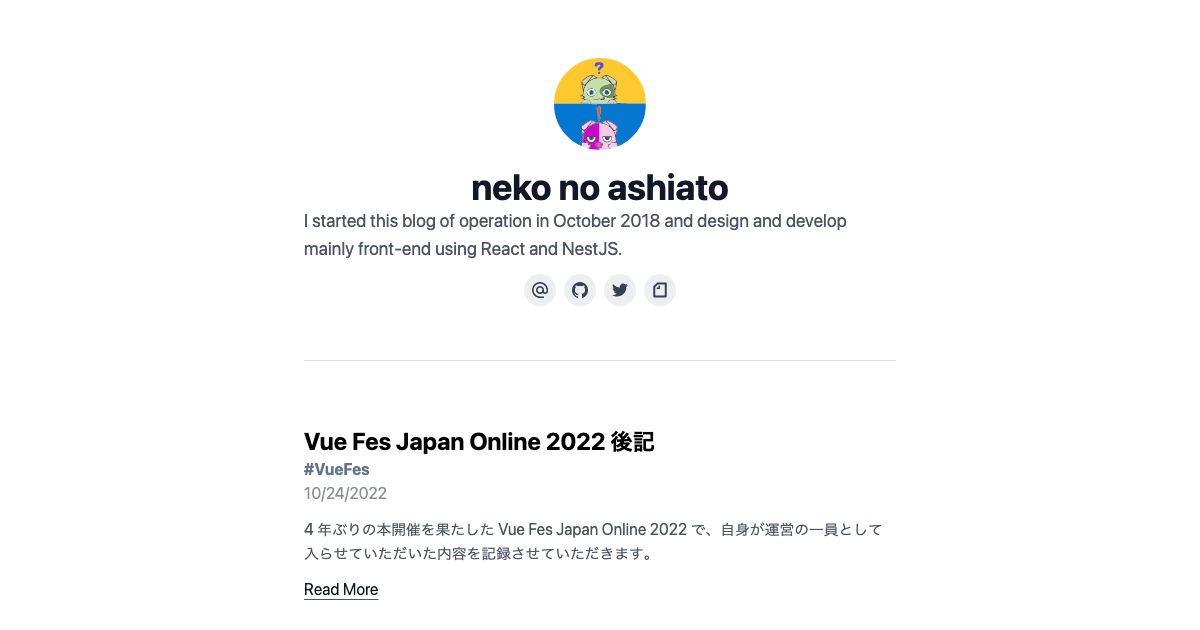 neko no ashiato
I started this blog of operation in October 2018 and design and develop
mainly front-end using React and NestJS.
Vue Fes Japan Online 2022 後記
#VueFes
10/24/2022
4 年ぶりの本開催を果たした Vue Fes Japan Online 2022 で、自身が運営の一員として
入らせていただいた内容を記録させていただきます。
Read More